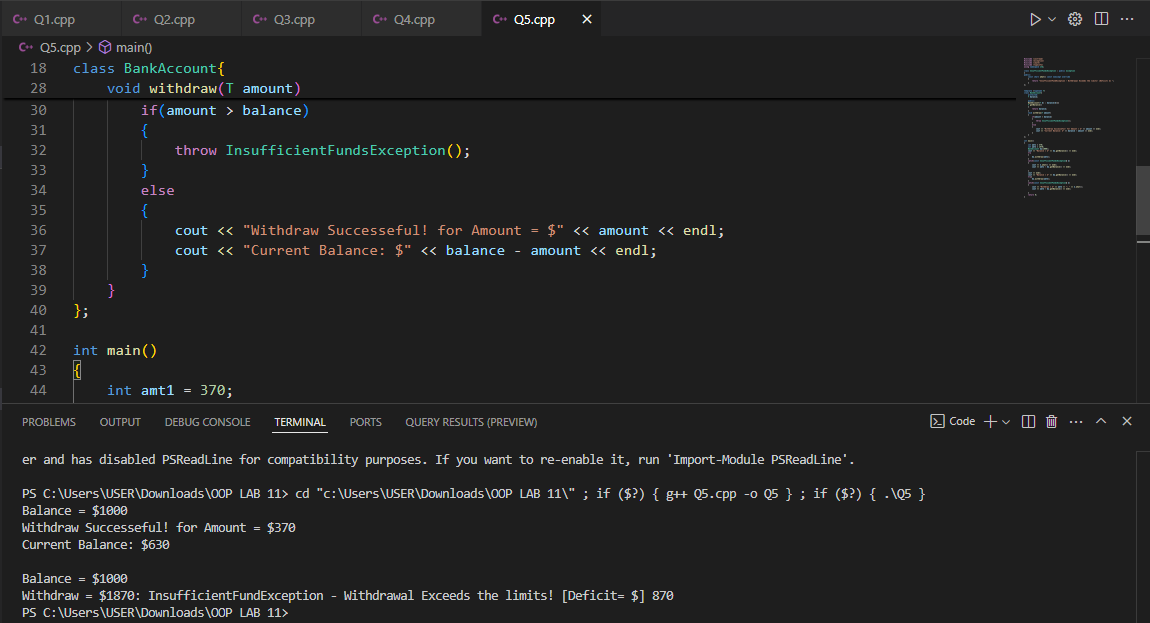 C++ Q1.cpp C++ Q2.cpp C++ Q3.cpp C++ Q4.cpp C++ Q5.cpp
C++ Q5.cpp > main()
18 class BankAccount{
28 void withdraw(T amount)
30 if(amount > balance)
31 {
32 throw InsufficientFundsException();
33 }
34 else
35 {
36 cout << "Withdraw Successeful! for Amount = $" << amount << endl;
37 cout << "Current Balance: $" << balance - amount << endl;
38 }
39 }
40 };
41
42 int main()
43 {
44 int amt1 = 370;
PROBLEMS OUTPUT DEBUG CONSOLE TERMINAL PORTS QUERY RESULTS (PREVIEW) Code
er and has disabled PSReadLine for compatibility purposes. If you want to re-enable it, run 'Import-Module PSReadLine'.
PS C:\Users\USER\Downloads\OOP LAB 11> cd "c:\Users\USER\Downloads\OOP LAB 11\" ; if ($?) { g++ Q5.cpp -o Q5 } ; if ($?) { .\Q5 }
Balance = $1000
Withdraw Successeful! for Amount = $370
Current Balance: $630
Balance = $1000
Withdraw = $1870: InsufficientFundException - Withdrawal Exceeds the limits! [Deficit= $] 870
PS C:\Users\USER\Downloads\OOP LAB 11>